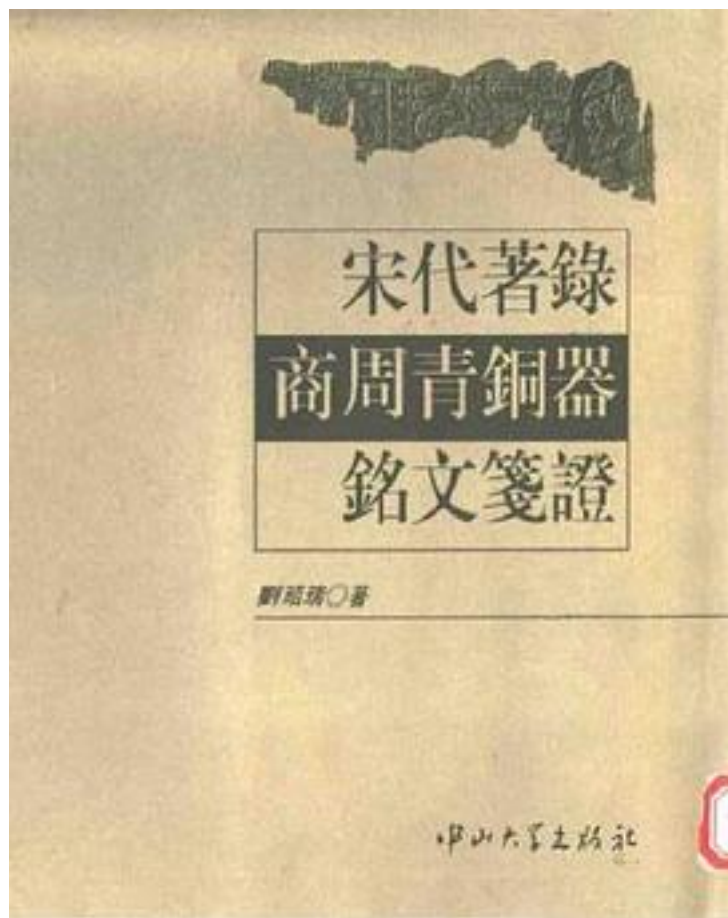 宋代著錄
商周青銅器
銘文箋證
劉昭瑞○著
中山大学出版社